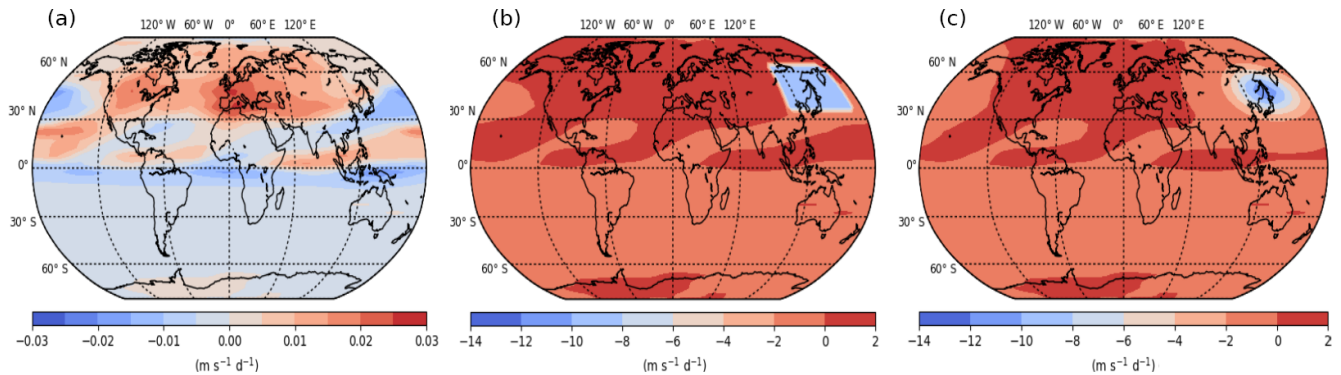 (a)
120° W 60° W 0° 60° E 120° E
60° N
30° N
0°
30° S
60° S
−0.03 −0.02 −0.01 0.00 0.01 0.02 0.03
(m s⁻¹ d⁻¹)
(b)
120° W 60° W 0° 60° E 120° E
60° N
30° N
0°
30° S
60° S
−14 −12 −10 −8 −6 −4 −2 0 2
(m s⁻¹ d⁻¹)
(c)
120° W 60° W 0° 60° E 120° E
60° N
30° N
0°
30° S
60° S
−14 −12 −10 −8 −6 −4 −2 0 2
(m s⁻¹ d⁻¹)